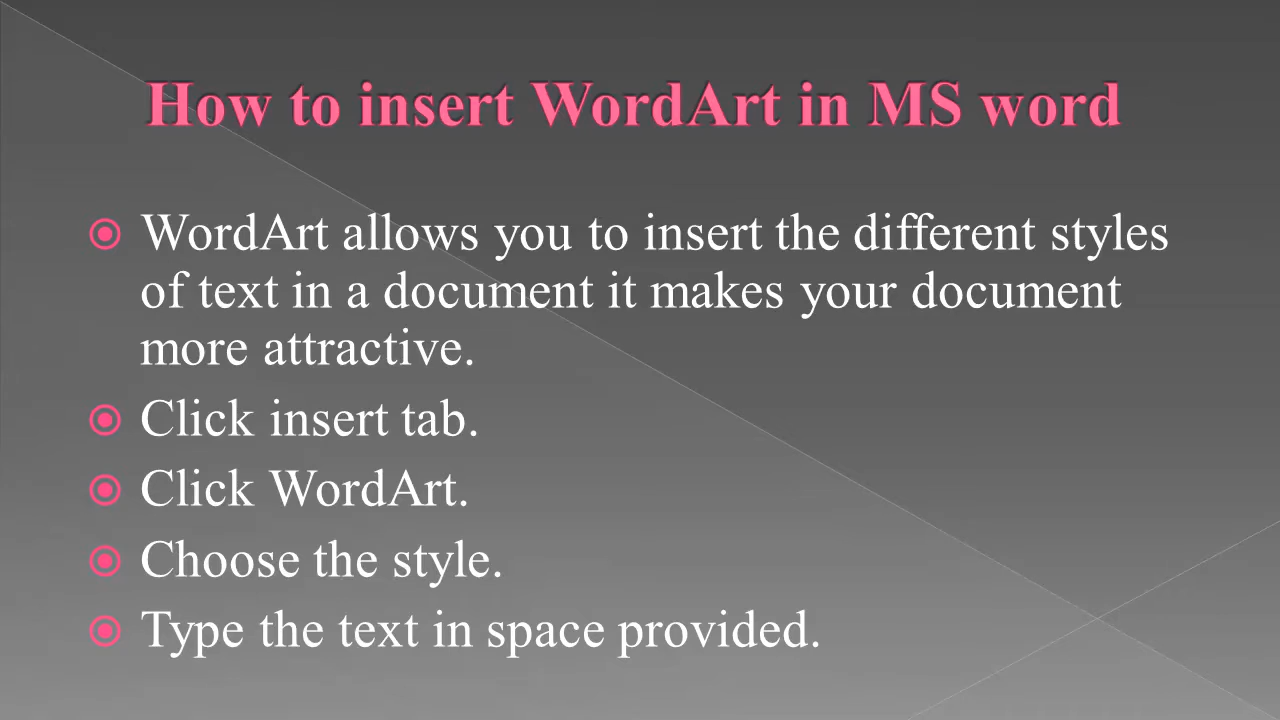 How to insert WordArt in MS word
WordArt allows you to insert the different styles
of text in a document it makes your document
more attractive.
Click insert tab.
Click WordArt.
Choose the style.
Type the text in space provided.